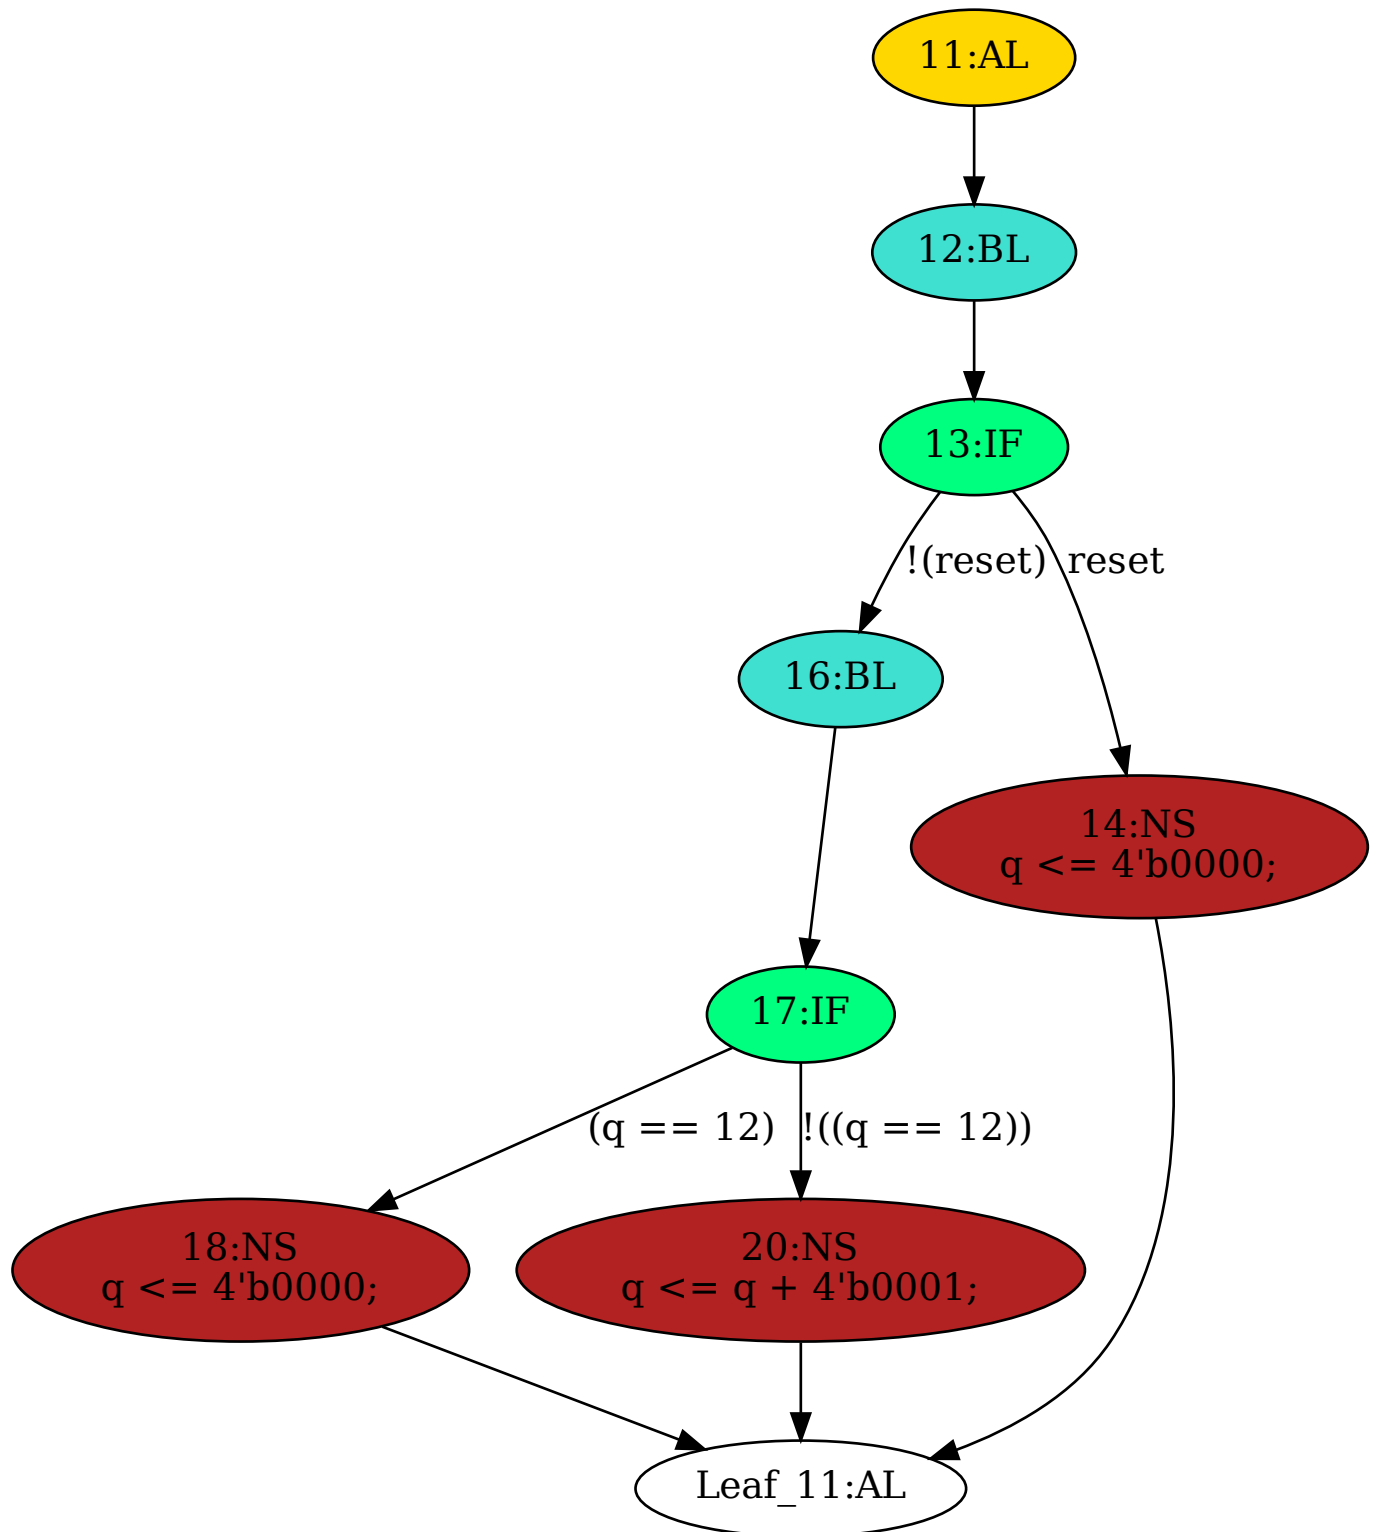 11:AL
12:BL
13:IF
!(reset)
reset
16:BL
14:NS
q <= 4'b0000;
17:IF
(q == 12)
!((q == 12))
18:NS
q <= 4'b0000;
20:NS
q <= q + 4'b0001;
Leaf_11:AL